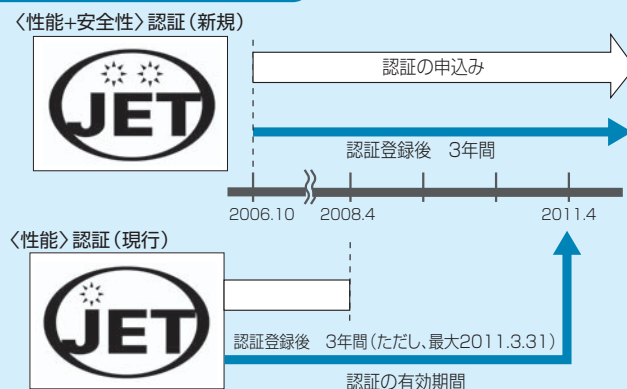 〈性能+安全性〉認証(新規)
JET
認証の申込み
認証登録後　3年間
2006.10
2008.4
2011.4
〈性能〉認証(現行)
JET
認証登録後　3年間(ただし、最大2011.3.31)
認証の有効期間